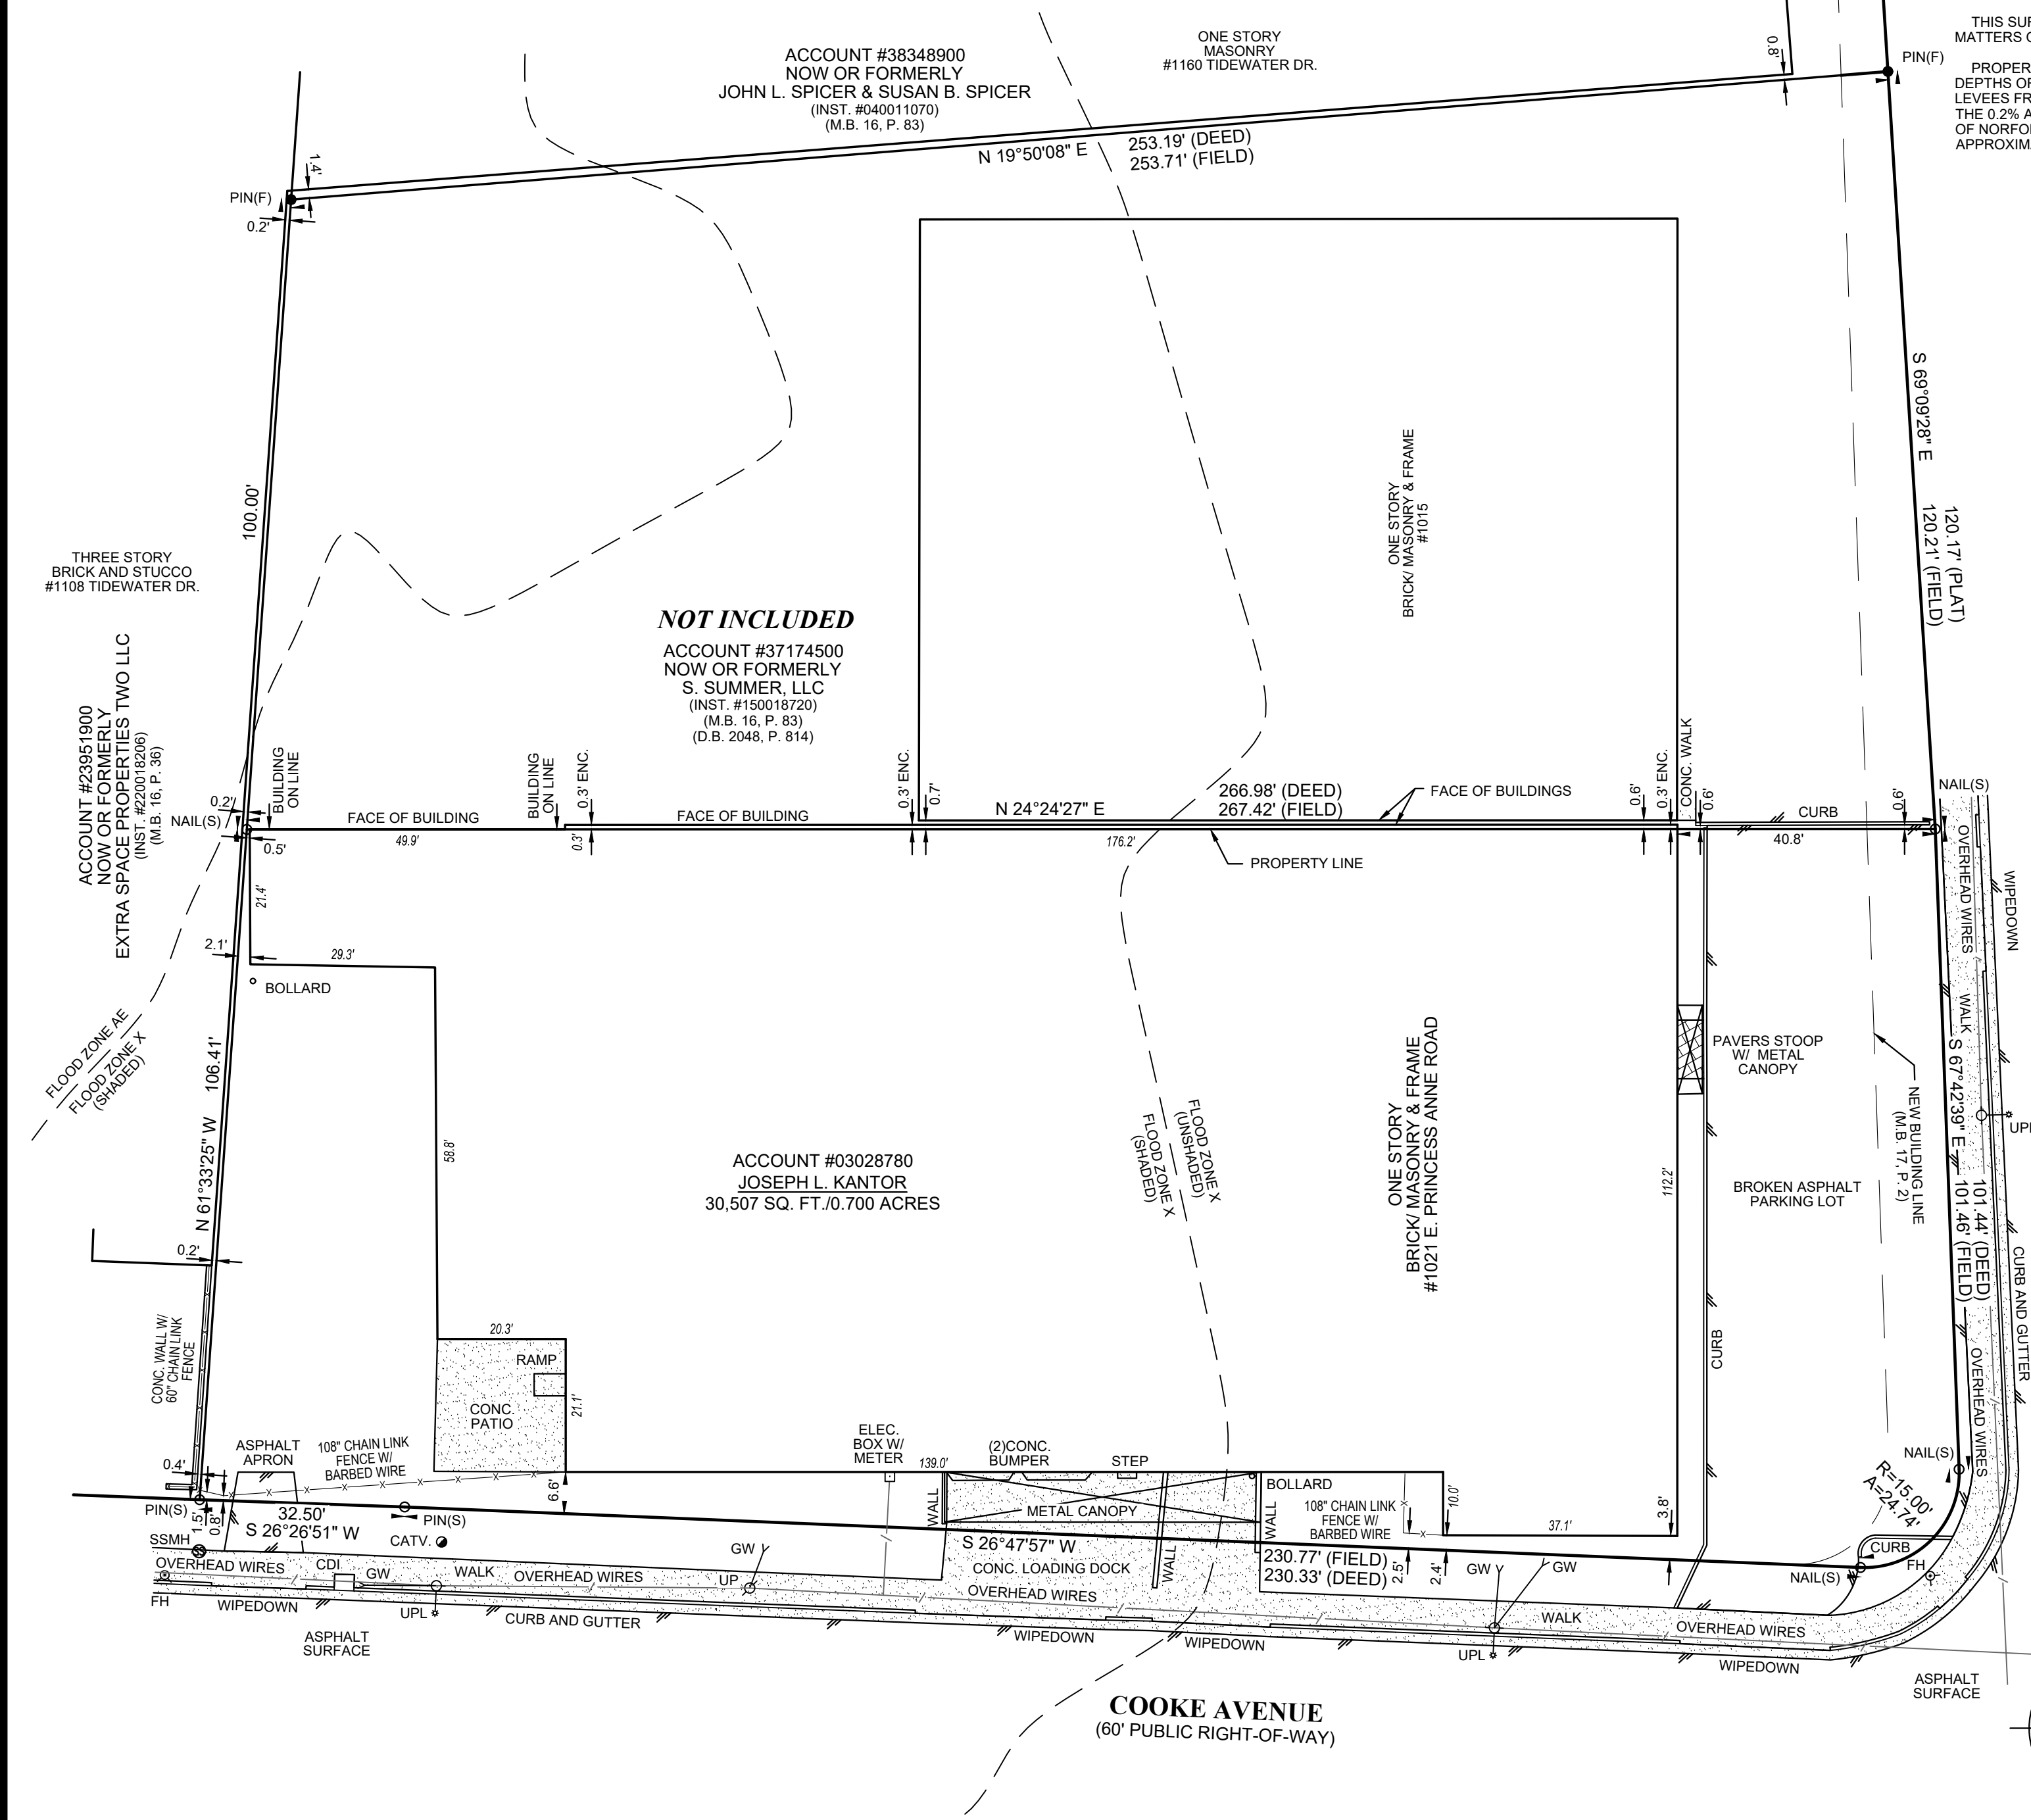 THIS SUR
MATTERS O
PROPER
DEPTHS OF
LEVEES FR
THE 0.2% A
OF NORFO
APPROXIMA
ACCOUNT #38348900
NOW OR FORMERLY
JOHN L. SPICER & SUSAN B. SPICER
(INST. #040011070)
(M.B. 16, P. 83)
ONE STORY
MASONRY
#1160 TIDEWATER DR.
0.8'
PIN(F)
N 19°50'08" E
253.19' (DEED)
253.71' (FIELD)
1.4'
PIN(F)
0.2'
100.00'
S 69°09'28" E
120.17' (PLAT)
120.21' (FIELD)
ONE STORY
BRICK/ MASONRY & FRAME
#1015
THREE STORY
BRICK AND STUCCO
#1108 TIDEWATER DR.
ACCOUNT #23951900
NOW OR FORMERLY
EXTRA SPACE PROPERTIES TWO LLC
(INST. #220018206)
(M.B. 16, P. 36)
NOT INCLUDED
ACCOUNT #37174500
NOW OR FORMERLY
S. SUMMER, LLC
(INST. #150018720)
(M.B. 16, P. 83)
(D.B. 2048, P. 814)
0.2'
NAIL(S)
0.5'
BUILDING
ON LINE
FACE OF BUILDING
49.9'
BUILDING
ON LINE
0.3' ENC.
0.3'
FACE OF BUILDING
0.3' ENC.
0.7'
N 24°24'27" E
266.98' (DEED)
267.42' (FIELD)
176.2'
FACE OF BUILDINGS
PROPERTY LINE
0.6'
0.3' ENC.
CONC. WALK
0.6'
CURB
40.8'
0.9'
NAIL(S)
21.4'
2.1'
29.3'
BOLLARD
FLOOD ZONE AE
FLOOD ZONE X
(SHADED)
N 61°33'25" W
106.41'
58.8'
ACCOUNT #03028780
JOSEPH L. KANTOR
30,507 SQ. FT./0.700 ACRES
FLOOD ZONE X
(UNSHADED)
FLOOD ZONE X
(SHADED)
ONE STORY
BRICK/ MASONRY & FRAME
#1021 E. PRINCESS ANNE ROAD
112.2'
PAVERS STOOP
W/ METAL
CANOPY
BROKEN ASPHALT
PARKING LOT
NEW BUILDING LINE
(M.B. 17, P. 2)
OVERHEAD WIRES
WALK
WIPEDOWN
S 67°42'39" E
101.44' (DEED)
101.46' (FIELD)
UPL
CURB AND GUTTER
OVERHEAD WIRES
CURB
0.2'
CONC. WALL W/
60" CHAIN LINK
FENCE
20.3'
RAMP
CONC.
PATIO
21.1'
0.4'
ASPHALT
APRON
108" CHAIN LINK
FENCE W/
BARBED WIRE
6.6'
ELEC.
BOX W/
METER
139.0'
(2)CONC.
BUMPER
STEP
BOLLARD
WALL
METAL CANOPY
WALL
WALL
108" CHAIN LINK
FENCE W/
BARBED WIRE
10.0'
37.1'
3.8'
NAIL(S)
R=15.00'
A=24.74'
PIN(S)
1.5'
0.8'
32.50'
S 26°26'51" W
PIN(S)
CATV.
S 26°47'57" W
230.77' (FIELD)
230.33' (DEED)
2.5'
2.4'
CURB
FH
NAIL(S)
SSMH
OVERHEAD WIRES
CDI
GW
WALK
OVERHEAD WIRES
GW
UP
CONC. LOADING DOCK
OVERHEAD WIRES
GW
GW
WALK
OVERHEAD WIRES
FH
WIPEDOWN
UPL
CURB AND GUTTER
WIPEDOWN
WIPEDOWN
UPL
WIPEDOWN
ASPHALT
SURFACE
ASPHALT
SURFACE
COOKE AVENUE
(60' PUBLIC RIGHT-OF-WAY)